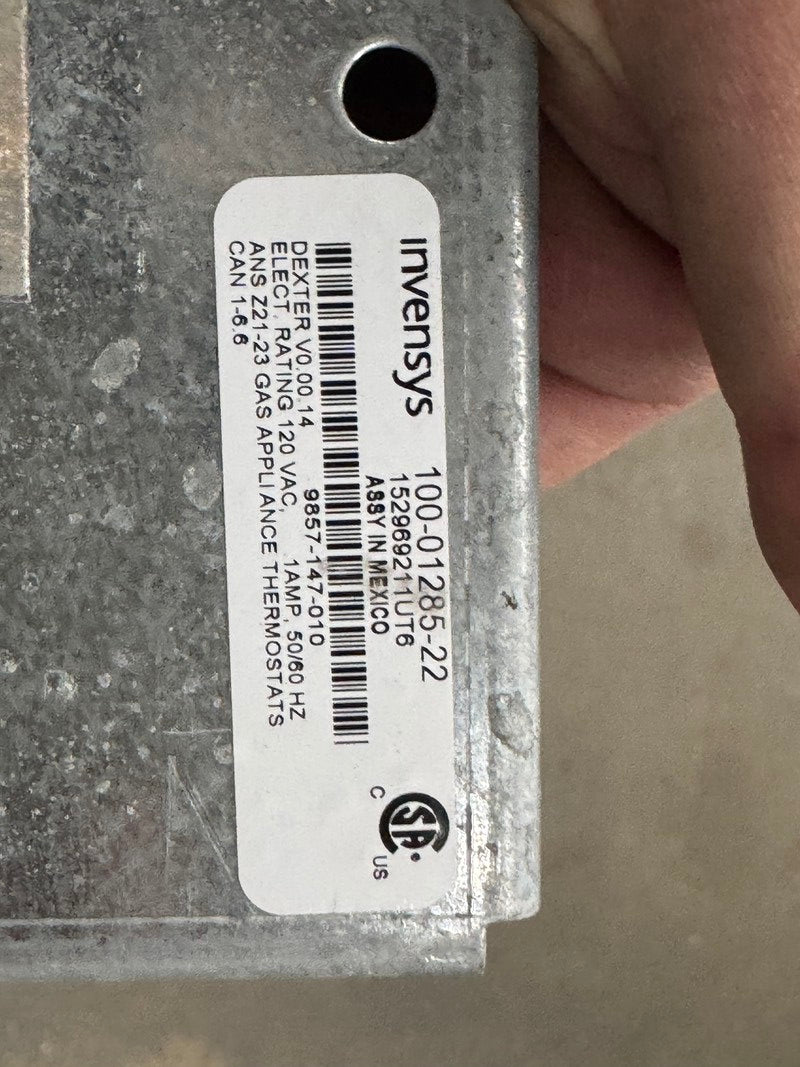 invensys
100-01285-22
152969211UT6
ASSY IN MEXICO
9857-147-010
DEXTER V0.00.14
ELECT. RATING 120 VAC, 1AMP, 50/60 HZ
ANS Z21-23 GAS APPLIANCE THERMOSTATS
CAN 1-6.6
C SA US